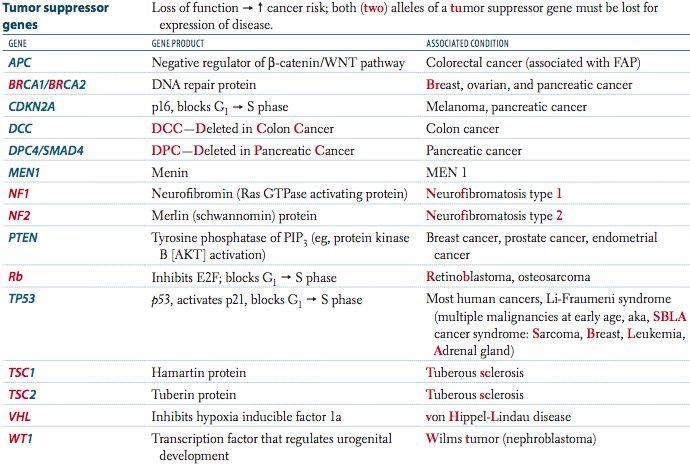 Tumor suppressor genes Loss of function → ↑ cancer risk; both (two) alleles of a tumor suppressor gene must be lost for expression of disease.
GENE GENE PRODUCT ASSOCIATED CONDITION
APC Negative regulator of β-catenin/WNT pathway Colorectal cancer (associated with FAP)
BRCA1/BRCA2 DNA repair protein Breast, ovarian, and pancreatic cancer
CDKN2A p16, blocks G₁ → S phase Melanoma, pancreatic cancer
DCC DCC—Deleted in Colon Cancer Colon cancer
DPC4/SMAD4 DPC—Deleted in Pancreatic Cancer Pancreatic cancer
MEN1 Menin MEN 1
NF1 Neurofibromin (Ras GTPase activating protein) Neurofibromatosis type 1
NF2 Merlin (schwannomin) protein Neurofibromatosis type 2
PTEN Tyrosine phosphatase of PIP₃ (eg, protein kinase B [AKT] activation) Breast cancer, prostate cancer, endometrial cancer
Rb Inhibits E2F; blocks G₁ → S phase Retinoblastoma, osteosarcoma
TP53 p53, activates p21, blocks G₁ → S phase Most human cancers, Li-Fraumeni syndrome (multiple malignancies at early age, aka, SBLA cancer syndrome: Sarcoma, Breast, Leukemia, Adrenal gland)
TSC1 Hamartin protein Tuberous sclerosis
TSC2 Tuberin protein Tuberous sclerosis
VHL Inhibits hypoxia inducible factor 1a von Hippel-Lindau disease
WT1 Transcription factor that regulates urogenital development Wilms tumor (nephroblastoma)